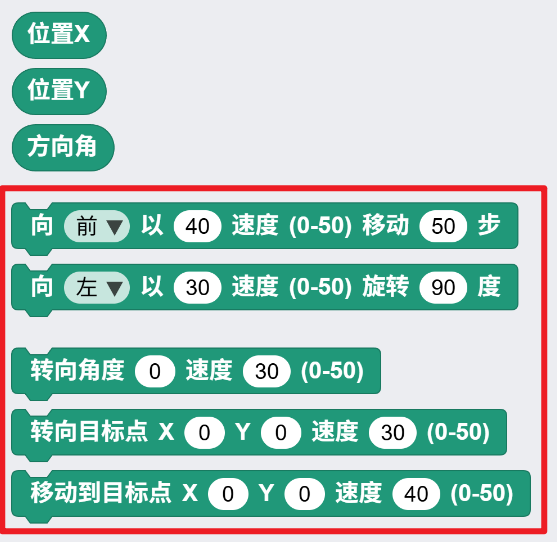 位置X
位置Y
方向角
向 前 以 40 速度 (0-50) 移动 50 步
向 左 以 30 速度 (0-50) 旋转 90 度
转向角度 0 速度 30 (0-50)
转向目标点 X 0 Y 0 速度 30 (0-50)
移动到目标点 X 0 Y 0 速度 40 (0-50)